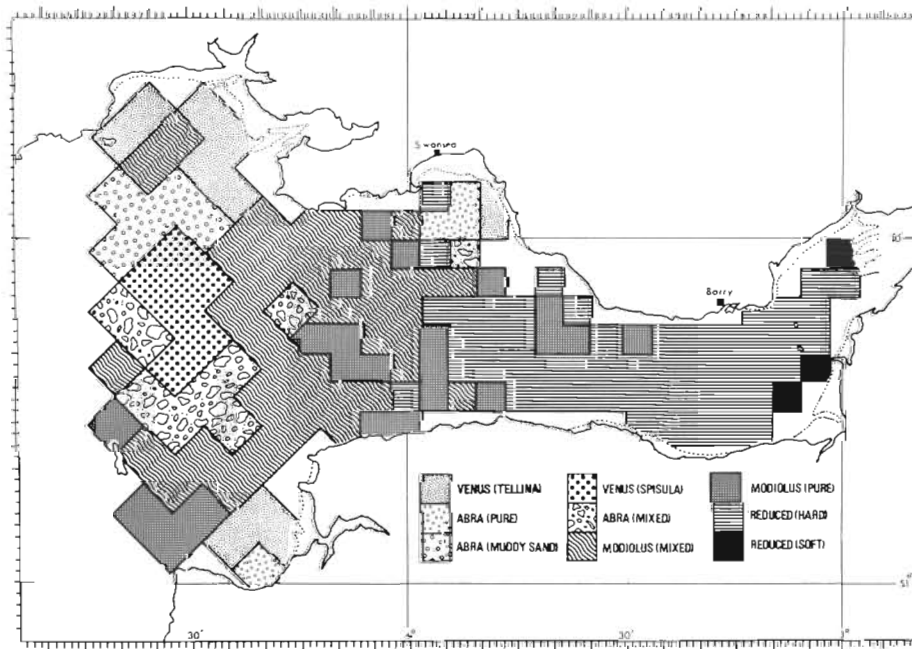 Swansea
Barry
VENUS (TELLINA)
ABRA (PURE)
ABRA (MUDDY SAND)
VENUS (SPISULA)
ABRA (MIXED)
MODIOLUS (MIXED)
MODIOLUS (PURE)
REDUCED (HARD)
REDUCED (SOFT)
51°
30' 4° 30'